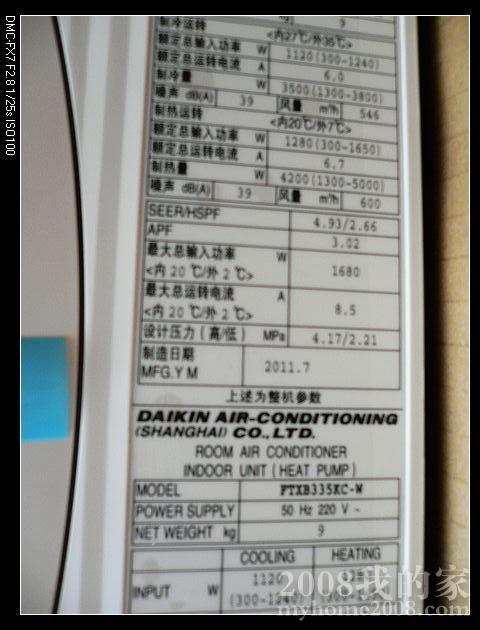 DMC-FX7 F2.8 1/25s ISO100
kg 9
制冷运转 <内27℃/外35℃>
额定总输入功率 W 1120(300-1240)
额定总运转电流 A 6.0
制冷量 W 3500(1300-3800)
噪声 dB(A) 39 风量 m³/h 546
制热运转 <内20℃/外7℃>
额定总输入功率 W 1280(300-1650)
额定总运转电流 A 6.7
制热量 W 4200(1300-5000)
噪声 dB(A) 39 风量 m³/h 600
SEER/HSPF 4.93/2.66
APF 3.02
最大总输入功率 W 1680
<内20℃/外2℃>
最大总运转电流 A 8.5
<内20℃/外2℃>
设计压力(高/低) MPa 4.17/2.21
制造日期 2011.7
MFG.Y M
上述为整机参数
DAIKIN AIR-CONDITIONING
(SHANGHAI) CO.,LTD.
ROOM AIR CONDITIONER
INDOOR UNIT (HEAT PUMP)
MODEL FTXB335KC-W
POWER SUPPLY 50 Hz 220 V ~
NET WEIGHT kg 9
COOLING HEATING
INPUT W 1120
(300-1240)
2008我的家
myhome2008.com